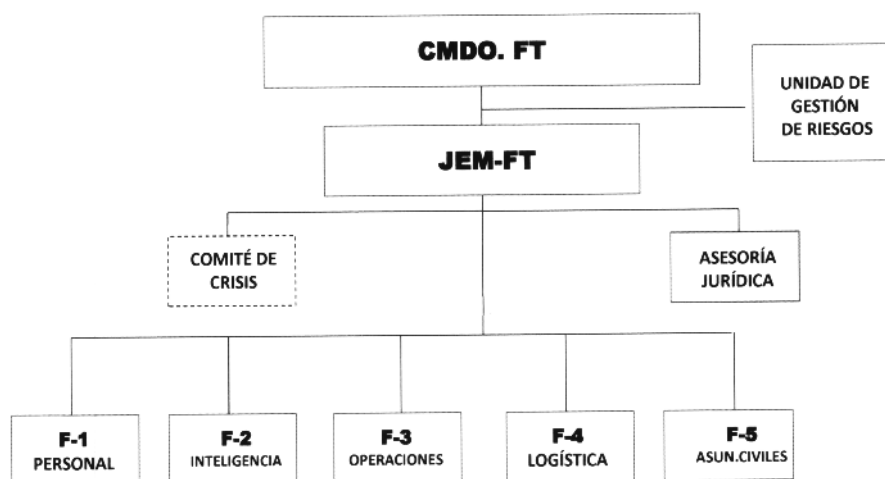 CMDO. FT
UNIDAD DE
GESTIÓN
DE RIESGOS
JEM-FT
COMITÉ DE
CRISIS
ASESORÍA
JURÍDICA
F-1
PERSONAL
F-2
INTELIGENCIA
F-3
OPERACIONES
F-4
LOGÍSTICA
F-5
ASUN.CIVILES